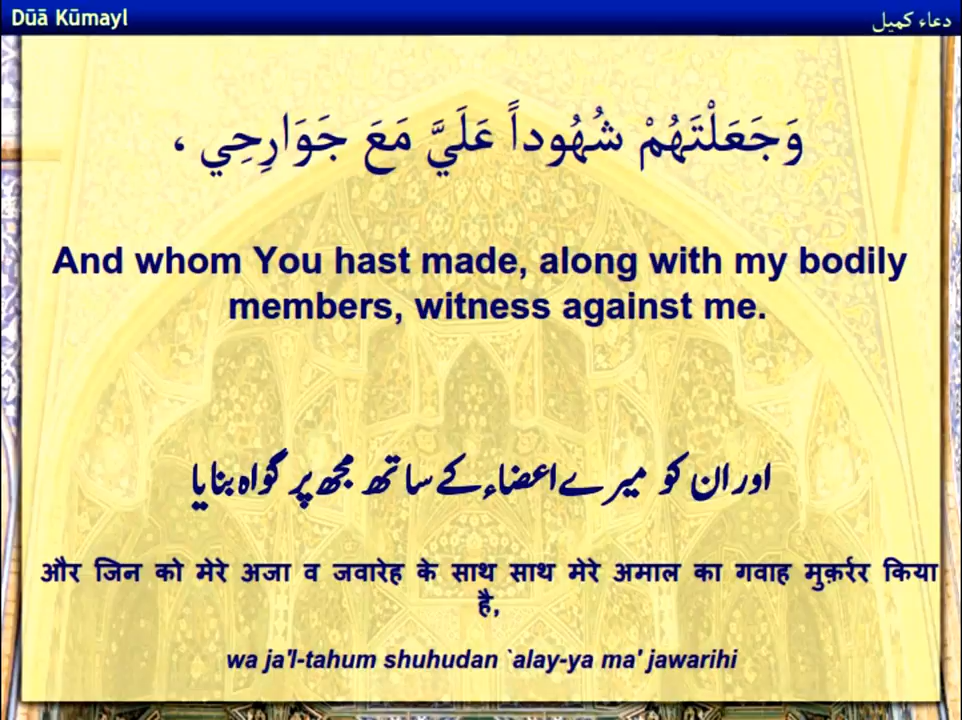 Dūā Kūmayl
دعاء كميل
وَجَعَلْتَهُمْ شُهُوداً عَلَيَّ مَعَ جَوَارِحِي ،
And whom You hast made, along with my bodily
members, witness against me.
اور ان کو میرے اعضاء کے ساتھ مجھ پر گواہ بنایا
और जिन को मेरे अजा व जवारेह के साथ साथ मेरे अमाल का गवाह मुक़र्रर किया
है,
wa ja'l-tahum shuhudan `alay-ya ma' jawarihi